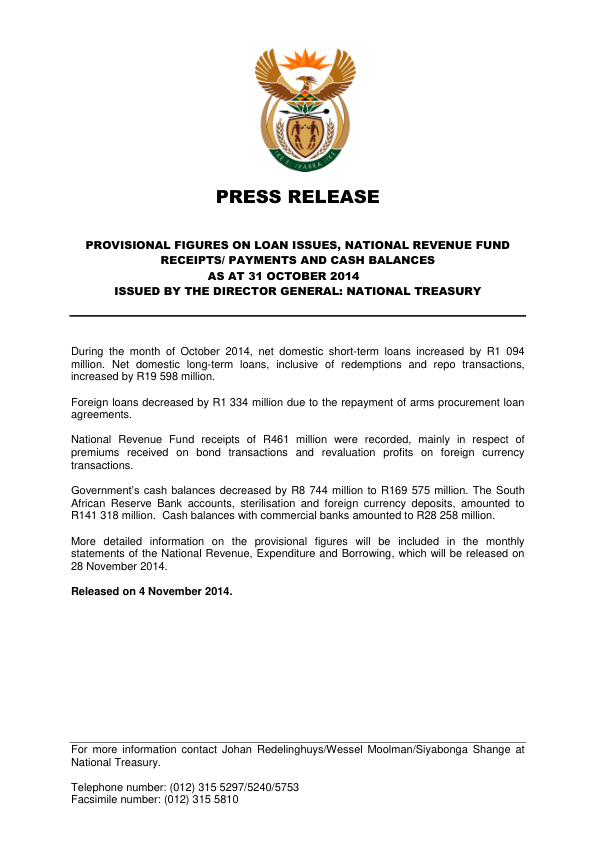 !KE E: /XARRA //KE
PRESS RELEASE
PROVISIONAL FIGURES ON LOAN ISSUES, NATIONAL REVENUE FUND
RECEIPTS/ PAYMENTS AND CASH BALANCES
AS AT 31 OCTOBER 2014
ISSUED BY THE DIRECTOR GENERAL: NATIONAL TREASURY
During the month of October 2014, net domestic short-term loans increased by R1 094
million. Net domestic long-term loans, inclusive of redemptions and repo transactions,
increased by R19 598 million.
Foreign loans decreased by R1 334 million due to the repayment of arms procurement loan
agreements.
National Revenue Fund receipts of R461 million were recorded, mainly in respect of
premiums received on bond transactions and revaluation profits on foreign currency
transactions.
Government's cash balances decreased by R8 744 million to R169 575 million. The South
African Reserve Bank accounts, sterilisation and foreign currency deposits, amounted to
R141 318 million.  Cash balances with commercial banks amounted to R28 258 million.
More detailed information on the provisional figures will be included in the monthly
statements of the National Revenue, Expenditure and Borrowing, which will be released on
28 November 2014.
Released on 4 November 2014.
For more information contact Johan Redelinghuys/Wessel Moolman/Siyabonga Shange at
National Treasury.
Telephone number: (012) 315 5297/5240/5753
Facsimile number: (012) 315 5810